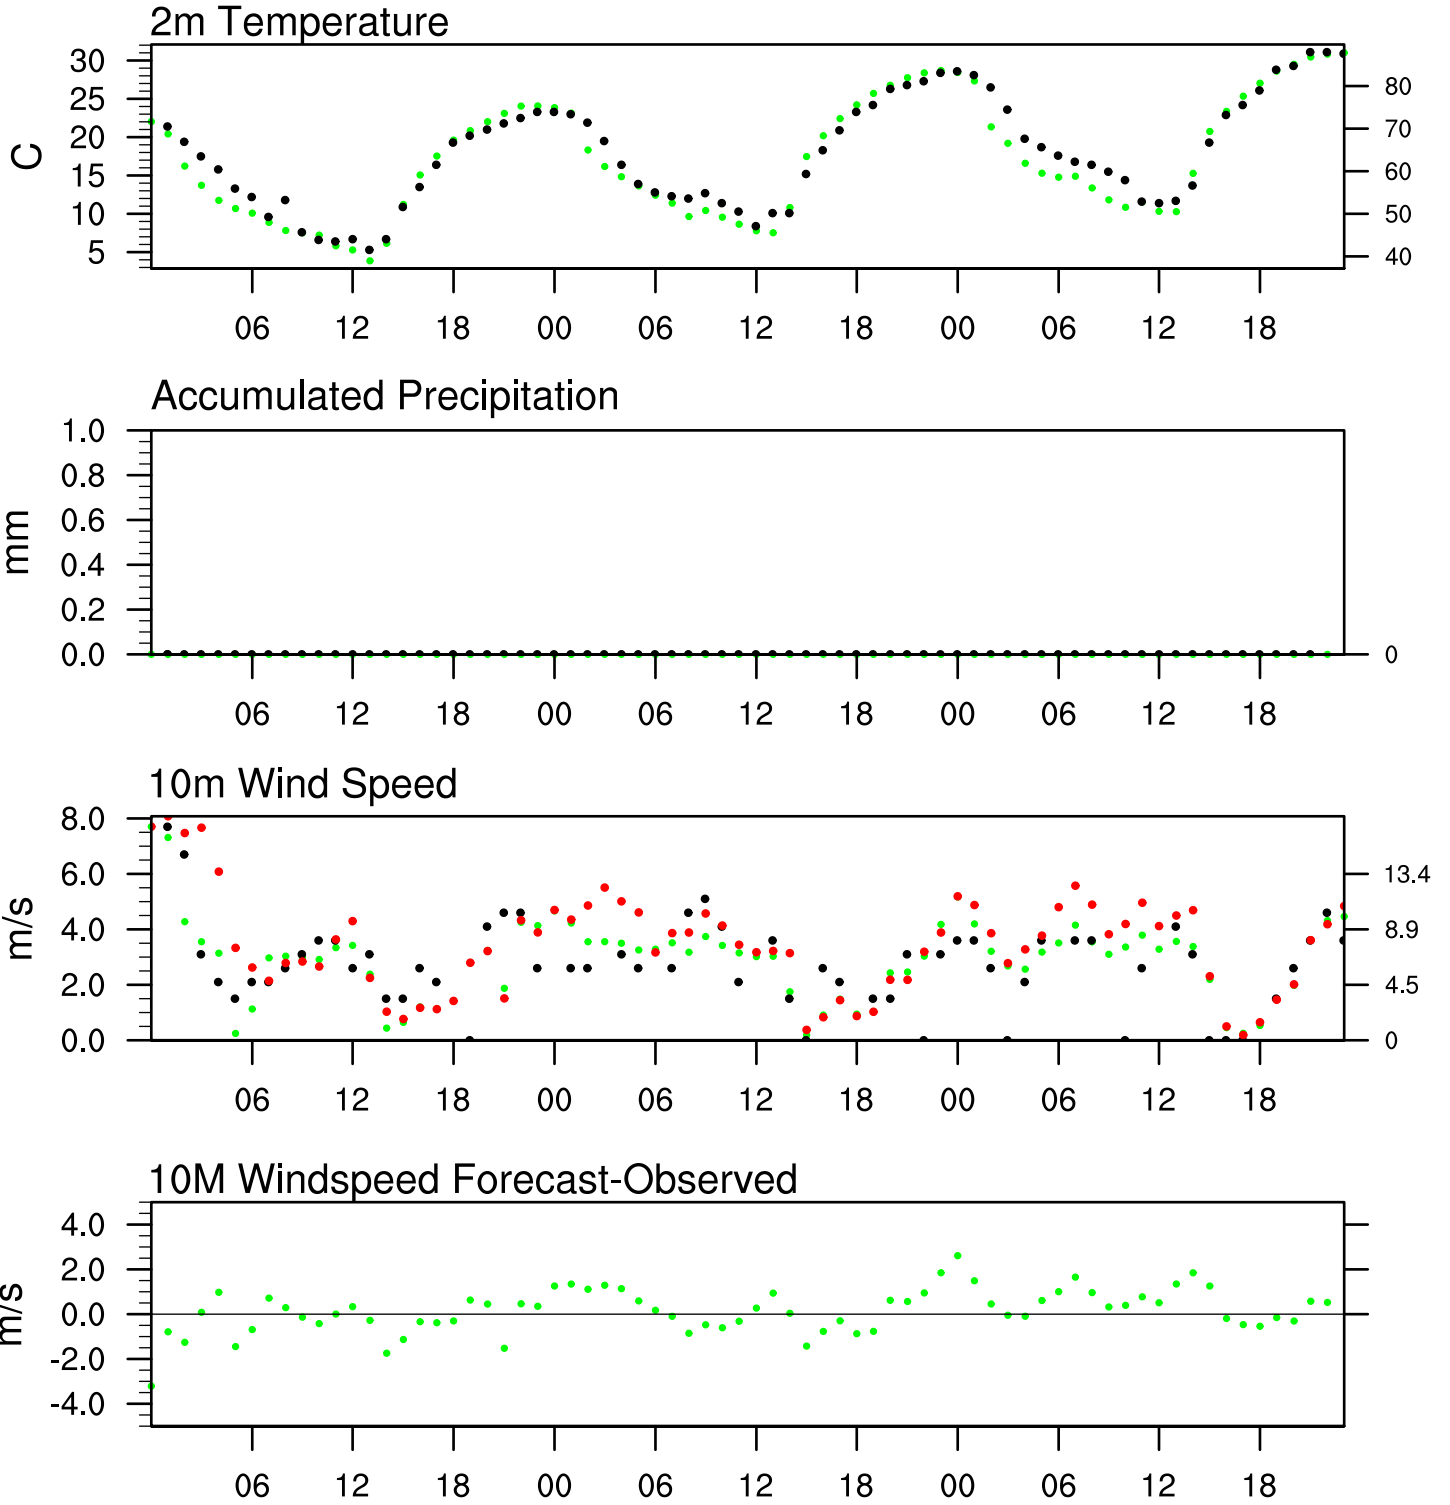 2m Temperature
30
25
20
15
10
5
C
80
70
60
50
40
06 12 18 00 06 12 18 00 06 12 18
Accumulated Precipitation
1.0
0.8
0.6
0.4
0.2
0.0
mm
0
06 12 18 00 06 12 18 00 06 12 18
10m Wind Speed
8.0
6.0
4.0
2.0
0.0
m/s
13.4
8.9
4.5
0
06 12 18 00 06 12 18 00 06 12 18
10M Windspeed Forecast-Observed
4.0
2.0
0.0
-2.0
-4.0
m/s
06 12 18 00 06 12 18 00 06 12 18